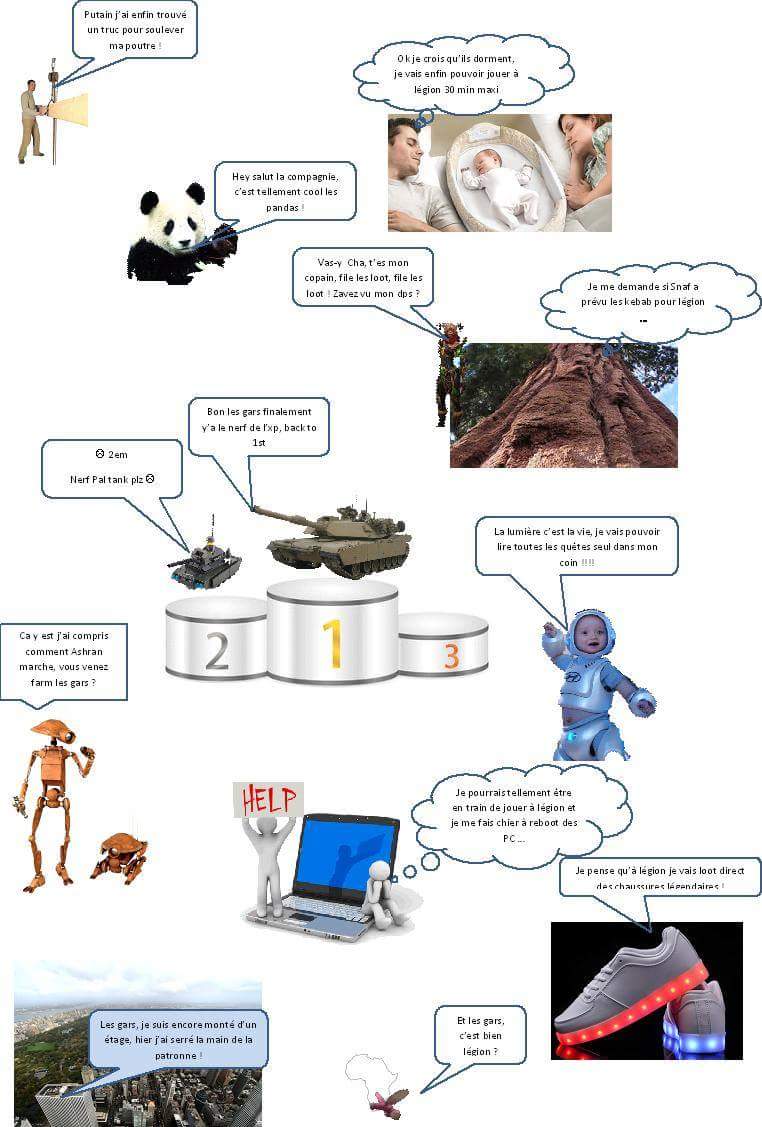 Putain j’ai enfin trouvé
un truc pour soulever
ma poutre !
Ok je crois qu’ils dorment,
je vais enfin pouvoir jouer à
légion 30 min maxi
Hey salut la compagnie,
c’est tellement cool les
pandas !
Vas-y Cha, t’es mon
copain, file les loot, file les
loot ! Zavez vu mon dps ?
Je me demande si Snaf a
prévu les kebab pour légion
...
Bon les gars finalement
y’a le nerf de l’xp, back to
1st
☹ 2em
Nerf Pal tank plz ☹
La lumière c’est la vie, je vais pouvoir
lire toutes les quêtes seul dans mon
coin !!!!
2
1
3
Ca y est j’ai compris
comment Ashran
marche, vous venez
farm les gars ?
HELP
Je pourrais tellement être
en train de jouer à légion et
je me fais chier à reboot des
PC ...
Je pense qu’à légion je vais loot direct
des chaussures légendaires !
Les gars, je suis encore monté d’un
étage, hier j’ai serré la main de la
patronne !
Et les gars,
c’est bien
légion ?